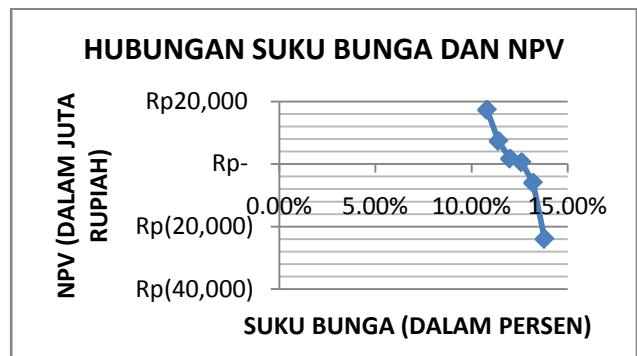 HUBUNGAN SUKU BUNGA DAN NPV
NPV (DALAM JUTA
RUPIAH)
Rp20,000
Rp-
Rp(20,000)
Rp(40,000)
0.00%
5.00%
10.00%
15.00%
SUKU BUNGA (DALAM PERSEN)